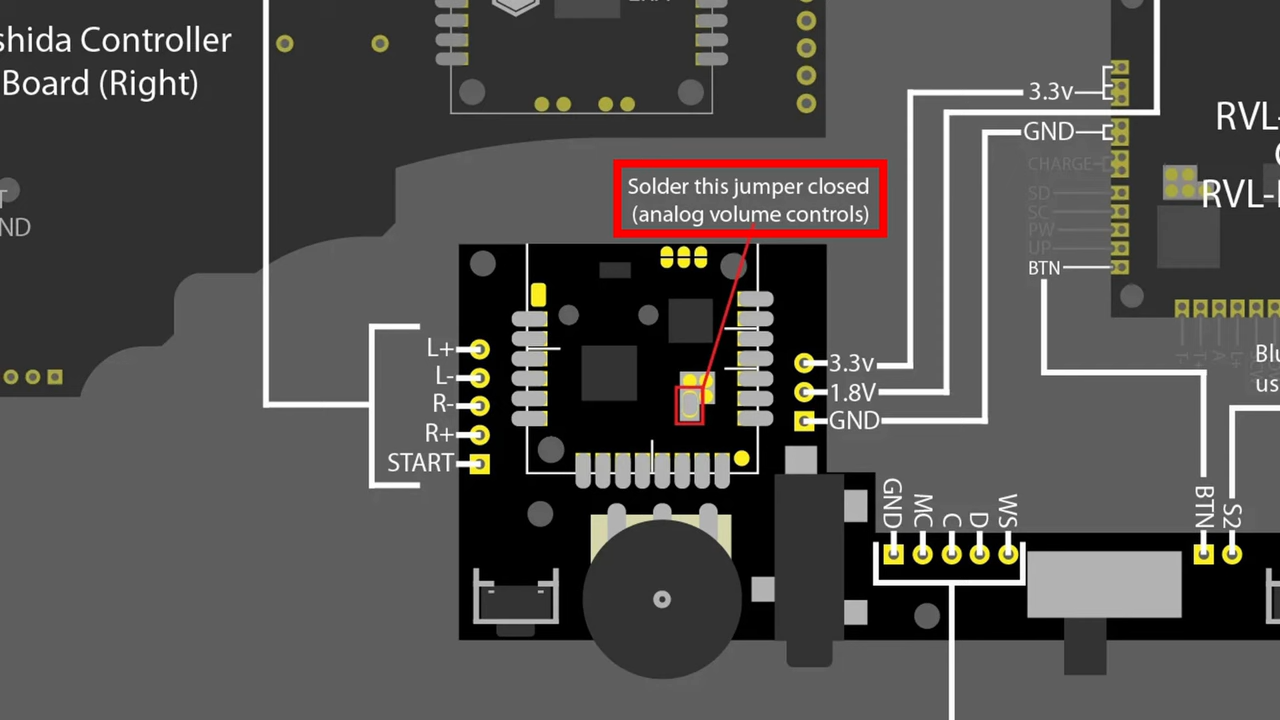 shida Controller
Board (Right)
ND
Solder this jumper closed
(analog volume controls)
3.3v
GND
CHARGE
SD
SC
PW
UP
BTN
RVL-
RVL-
L+
L-
R-
R+
START
3.3v
1.8V
GND
Blu
us
GND
MC
C
D
WS
BTN
S2